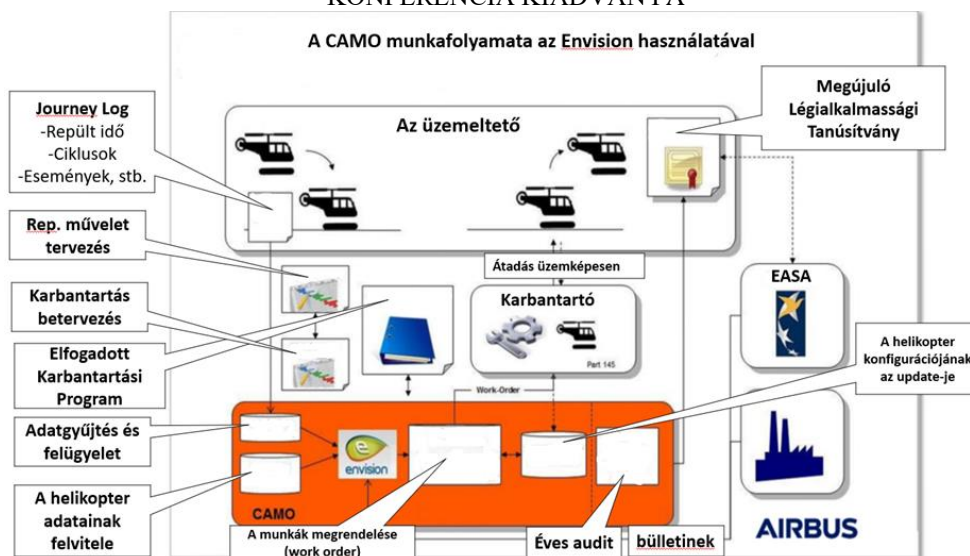 KONFERENCIA KIADVÁNYA
A CAMO munkafolyamata az Envision használatával
Journey Log
-Repült idő
-Ciklusok
-Események, stb.
Az üzemeltető
Megújuló
Légialkalmassági
Tanúsítvány
Rep. művelet
tervezés
Átadás üzemképesen
EASA
Karbantartás
betervezés
Karbantartó
Part 145
A helikopter
konfigurációjának
az update-je
Elfogadott
Karbantartási
Program
Work-Order
Adatgyűjtés és
felügyelet
envision
A helikopter
adatainak
felvitele
CAMO
A munkák megrendelése
(work order)
Éves audit
bülletinek
AIRBUS